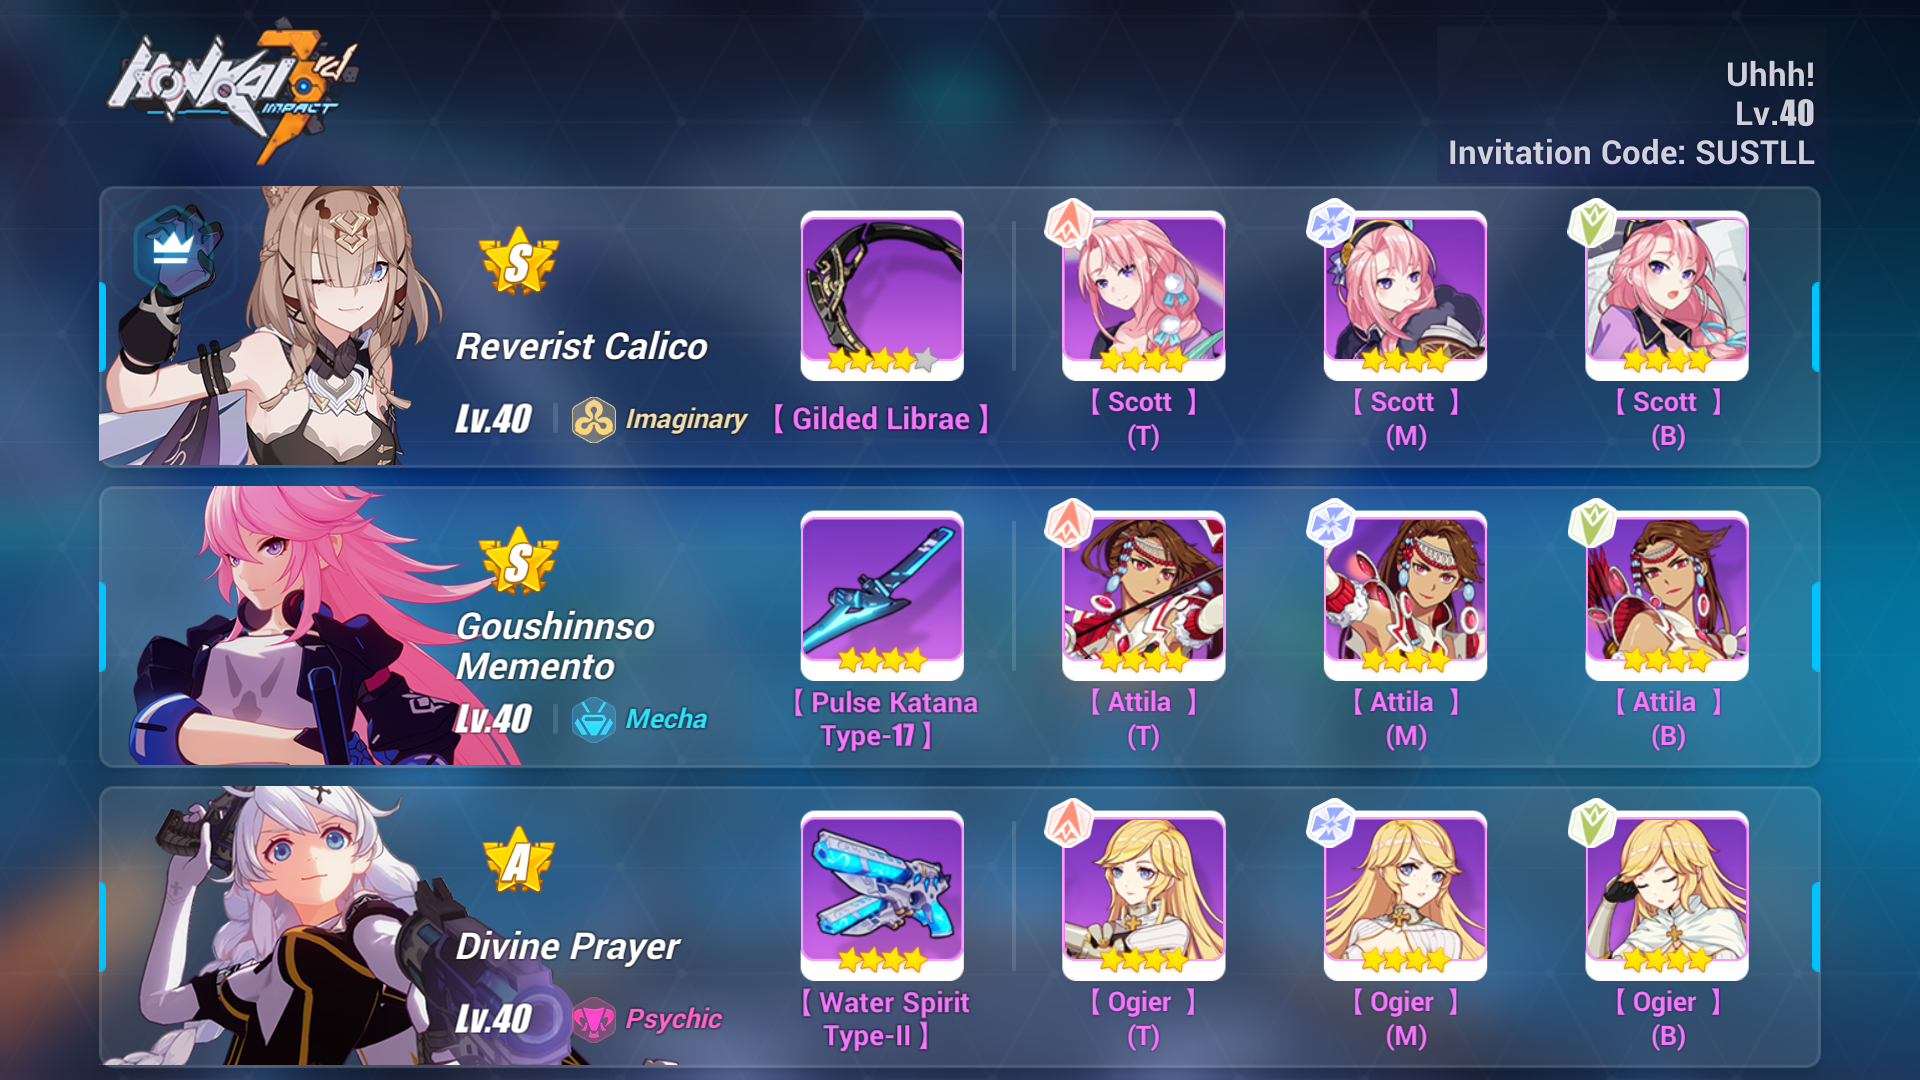 HONKAI 3rd
IMPACT
Uhhh!
Lv.40
Invitation Code: SUSTLL
S
Reverist Calico
Lv.40
Imaginary
【 Gilded Librae 】
【 Scott 】
(T)
【 Scott 】
(M)
【 Scott 】
(B)
S
Goushinnso
Memento
Lv.40
Mecha
【 Pulse Katana
Type-17 】
【 Attila 】
(T)
【 Attila 】
(M)
【 Attila 】
(B)
A
Divine Prayer
Lv.40
Psychic
【 Water Spirit
Type-II 】
【 Ogier 】
(T)
【 Ogier 】
(M)
【 Ogier 】
(B)